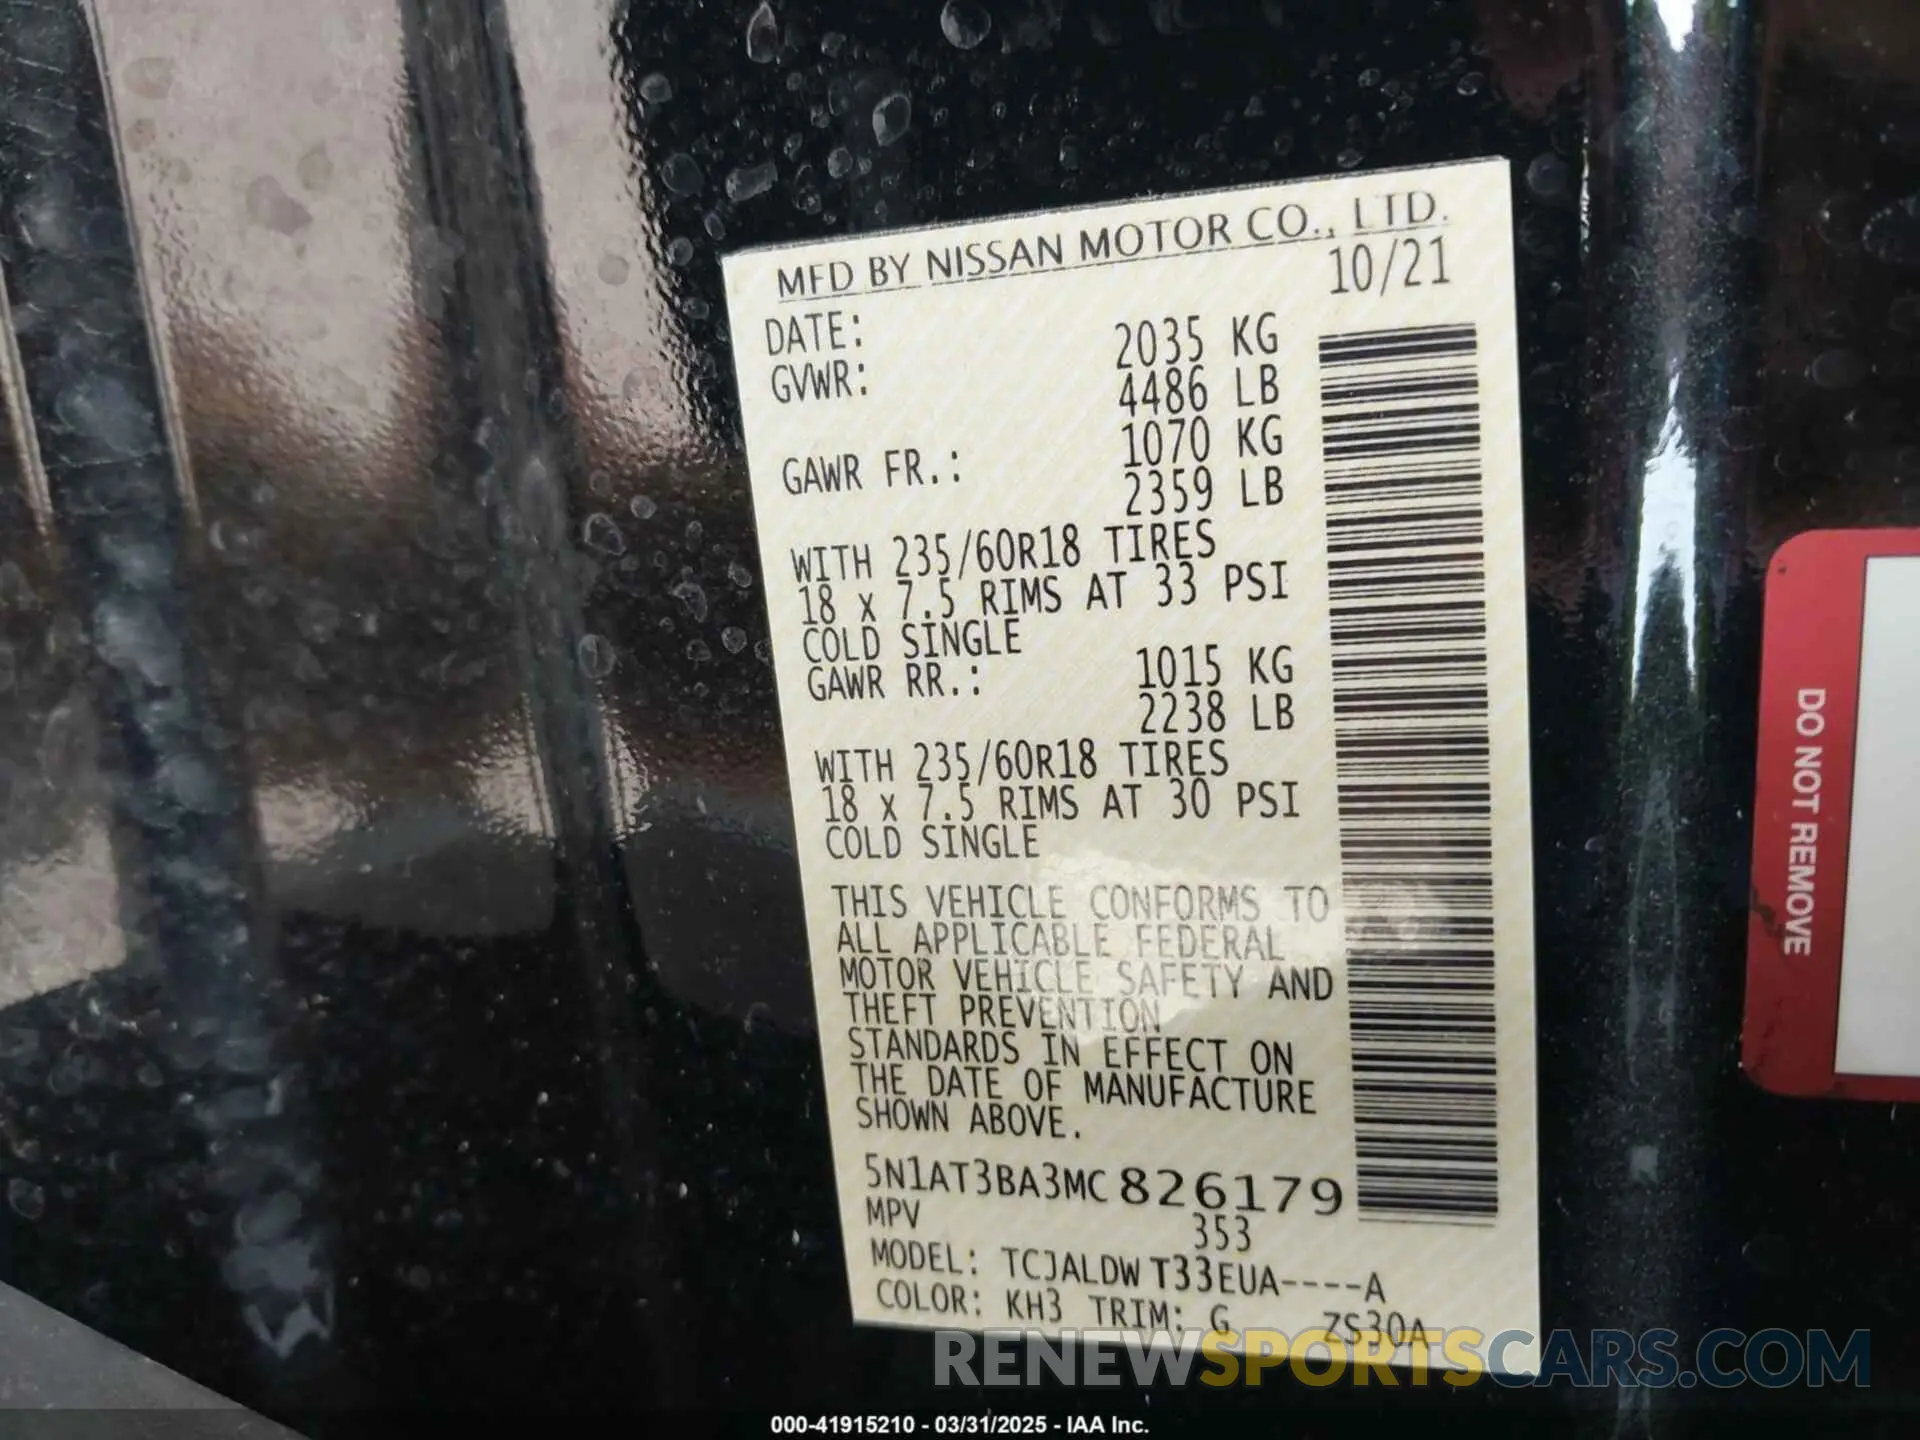 MFD BY NISSAN MOTOR CO., LTD.
DATE: 10/21
GVWR: 2035 KG
4486 LB
GAWR FR.: 1070 KG
2359 LB
WITH 235/60R18 TIRES
18 x 7.5 RIMS AT 33 PSI
COLD SINGLE
GAWR RR.: 1015 KG
2238 LB
WITH 235/60R18 TIRES
18 x 7.5 RIMS AT 30 PSI
COLD SINGLE
THIS VEHICLE CONFORMS TO
ALL APPLICABLE FEDERAL
MOTOR VEHICLE SAFETY AND
THEFT PREVENTION
STANDARDS IN EFFECT ON
THE DATE OF MANUFACTURE
SHOWN ABOVE.
5N1AT3BA3MC826179
MPV 353
MODEL: TCJALDW T33EUA----A
COLOR: KH3 TRIM: G ZS30A
DO NOT REMOVE
RENEWSPORTSCARS.COM
000-41915210 - 03/31/2025 - IAA Inc.